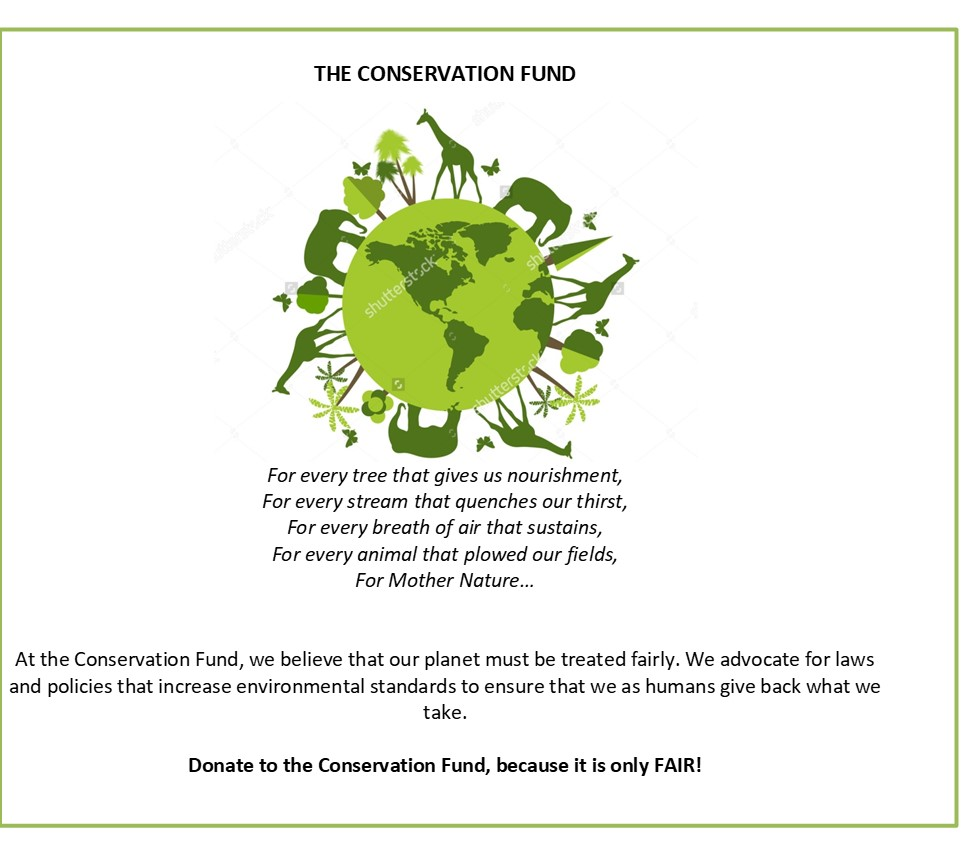 THE CONSERVATION FUND
shutterstock
shutterstock
For every tree that gives us nourishment,
For every stream that quenches our thirst,
For every breath of air that sustains,
For every animal that plowed our fields,
For Mother Nature…
At the Conservation Fund, we believe that our planet must be treated fairly. We advocate for laws
and policies that increase environmental standards to ensure that we as humans give back what we
take.
Donate to the Conservation Fund, because it is only FAIR!